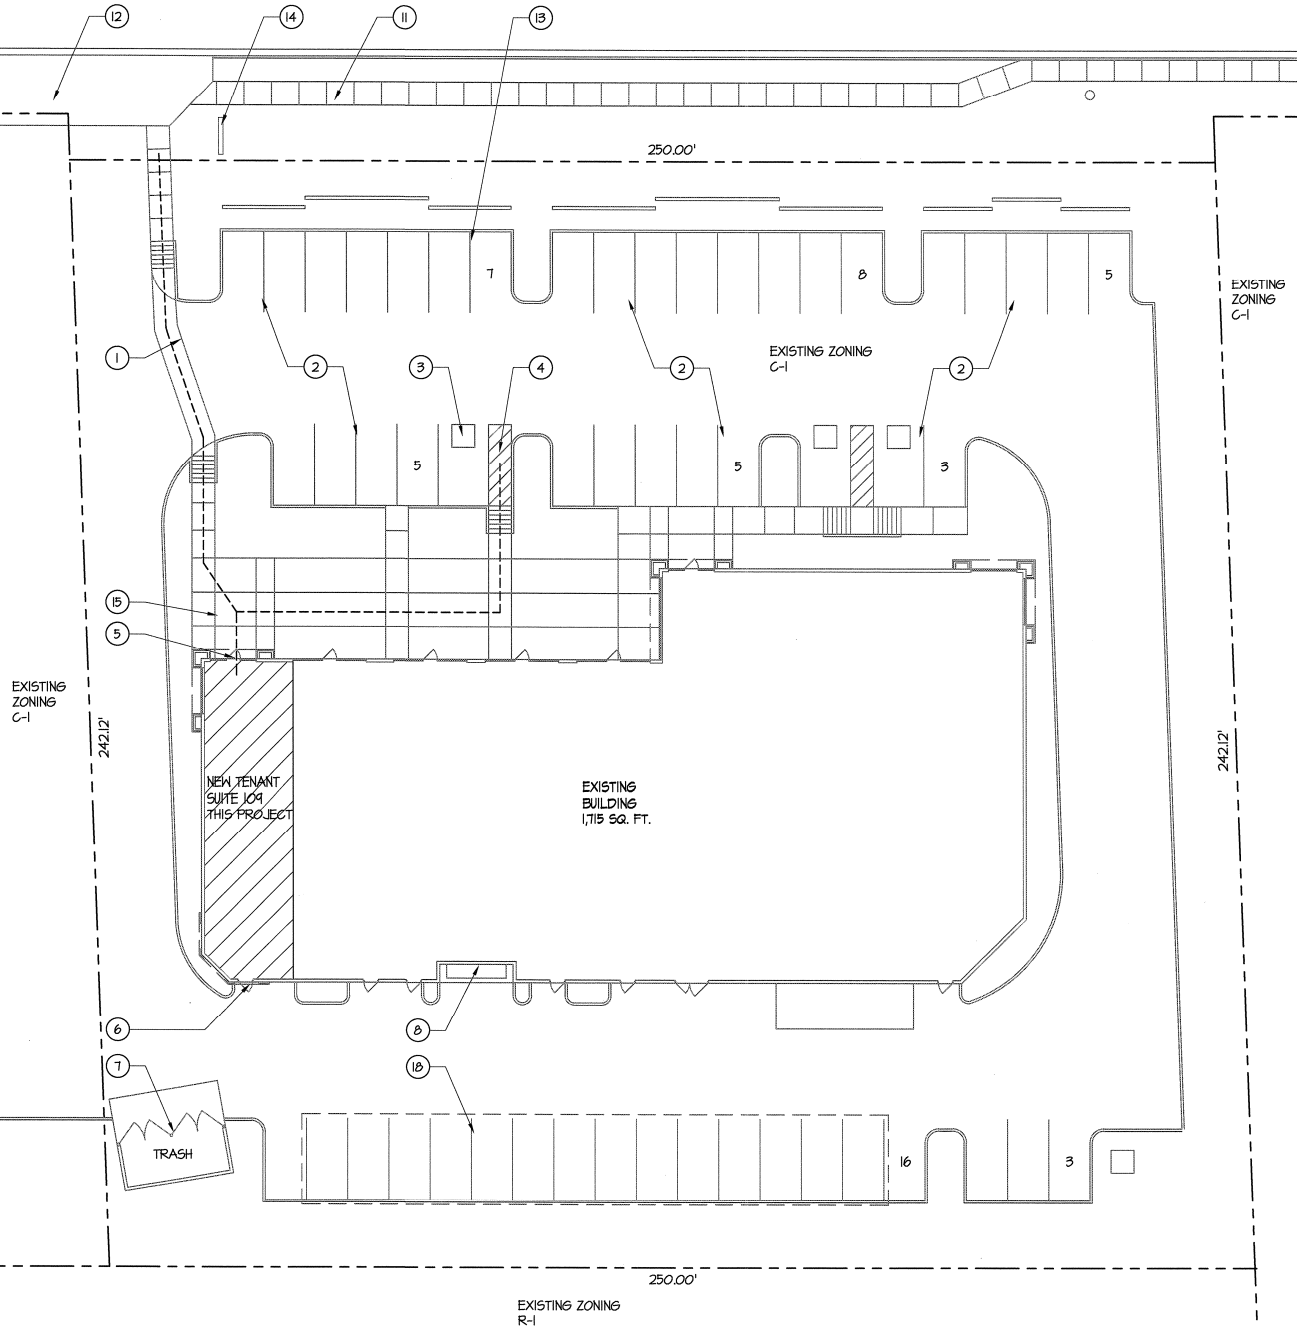 12
14
11
13
250.00'
7
8
5
EXISTING
ZONING
C-1
1
2
3
4
2
EXISTING ZONING
C-1
2
5
5
3
15
5
EXISTING
ZONING
C-1
242.12'
242.12'
NEW TENANT
SUITE 109
THIS PROJECT
EXISTING
BUILDING
1,715 SQ. FT.
6
8
7
18
TRASH
16
3
250.00'
EXISTING ZONING
R-1